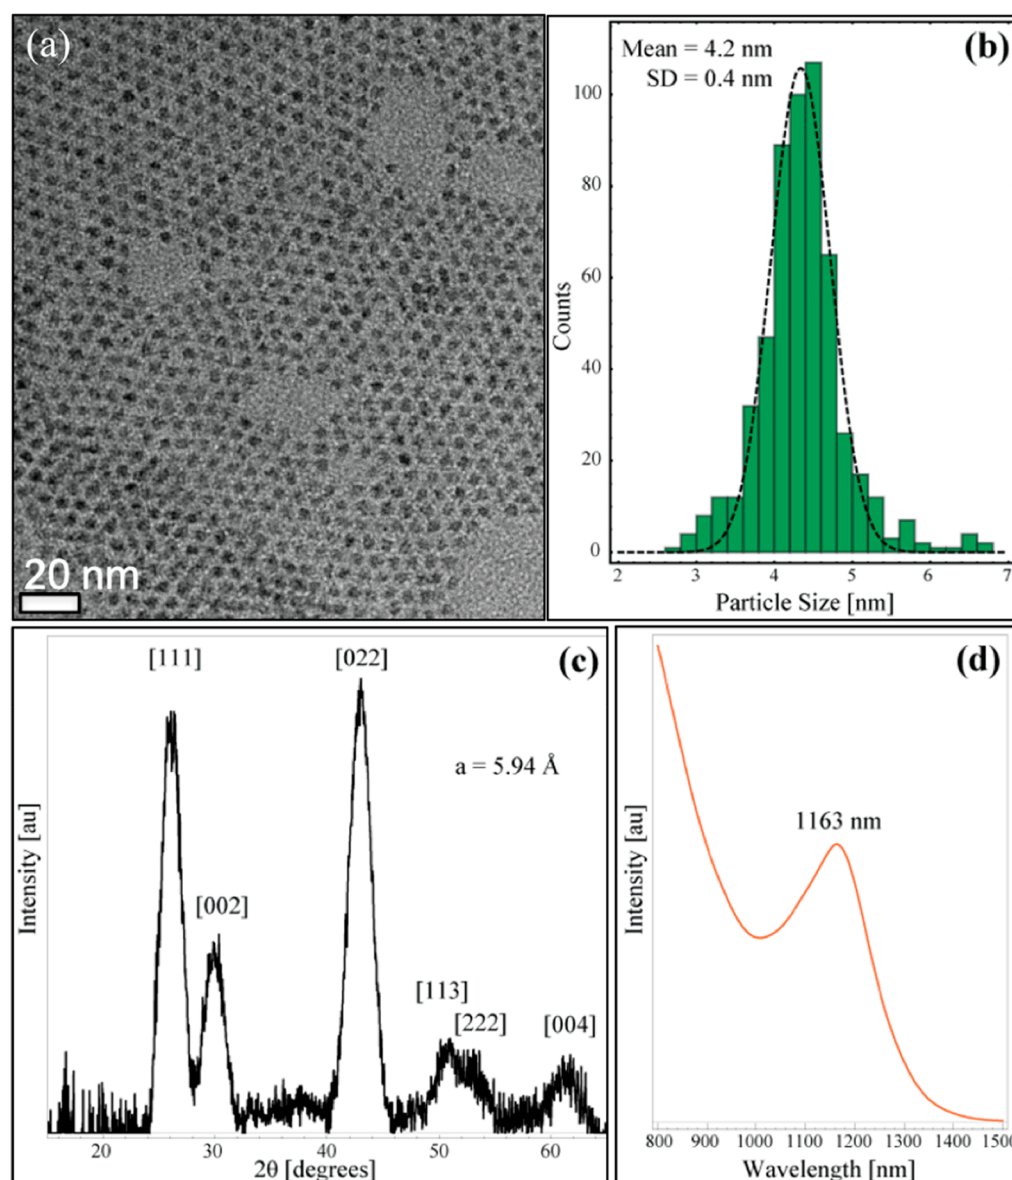 (a)
20 nm
(b)
Mean = 4.2 nm
SD = 0.4 nm
Counts
100
80
60
40
20
0
2 3 4 5 6 7
Particle Size [nm]
(c)
[111]
[022]
a = 5.94 Å
[002]
[113]
[222]
[004]
Intensity [au]
20 30 40 50 60
2θ [degrees]
(d)
1163 nm
Intensity [au]
800 900 1000 1100 1200 1300 1400 1500
Wavelength [nm]